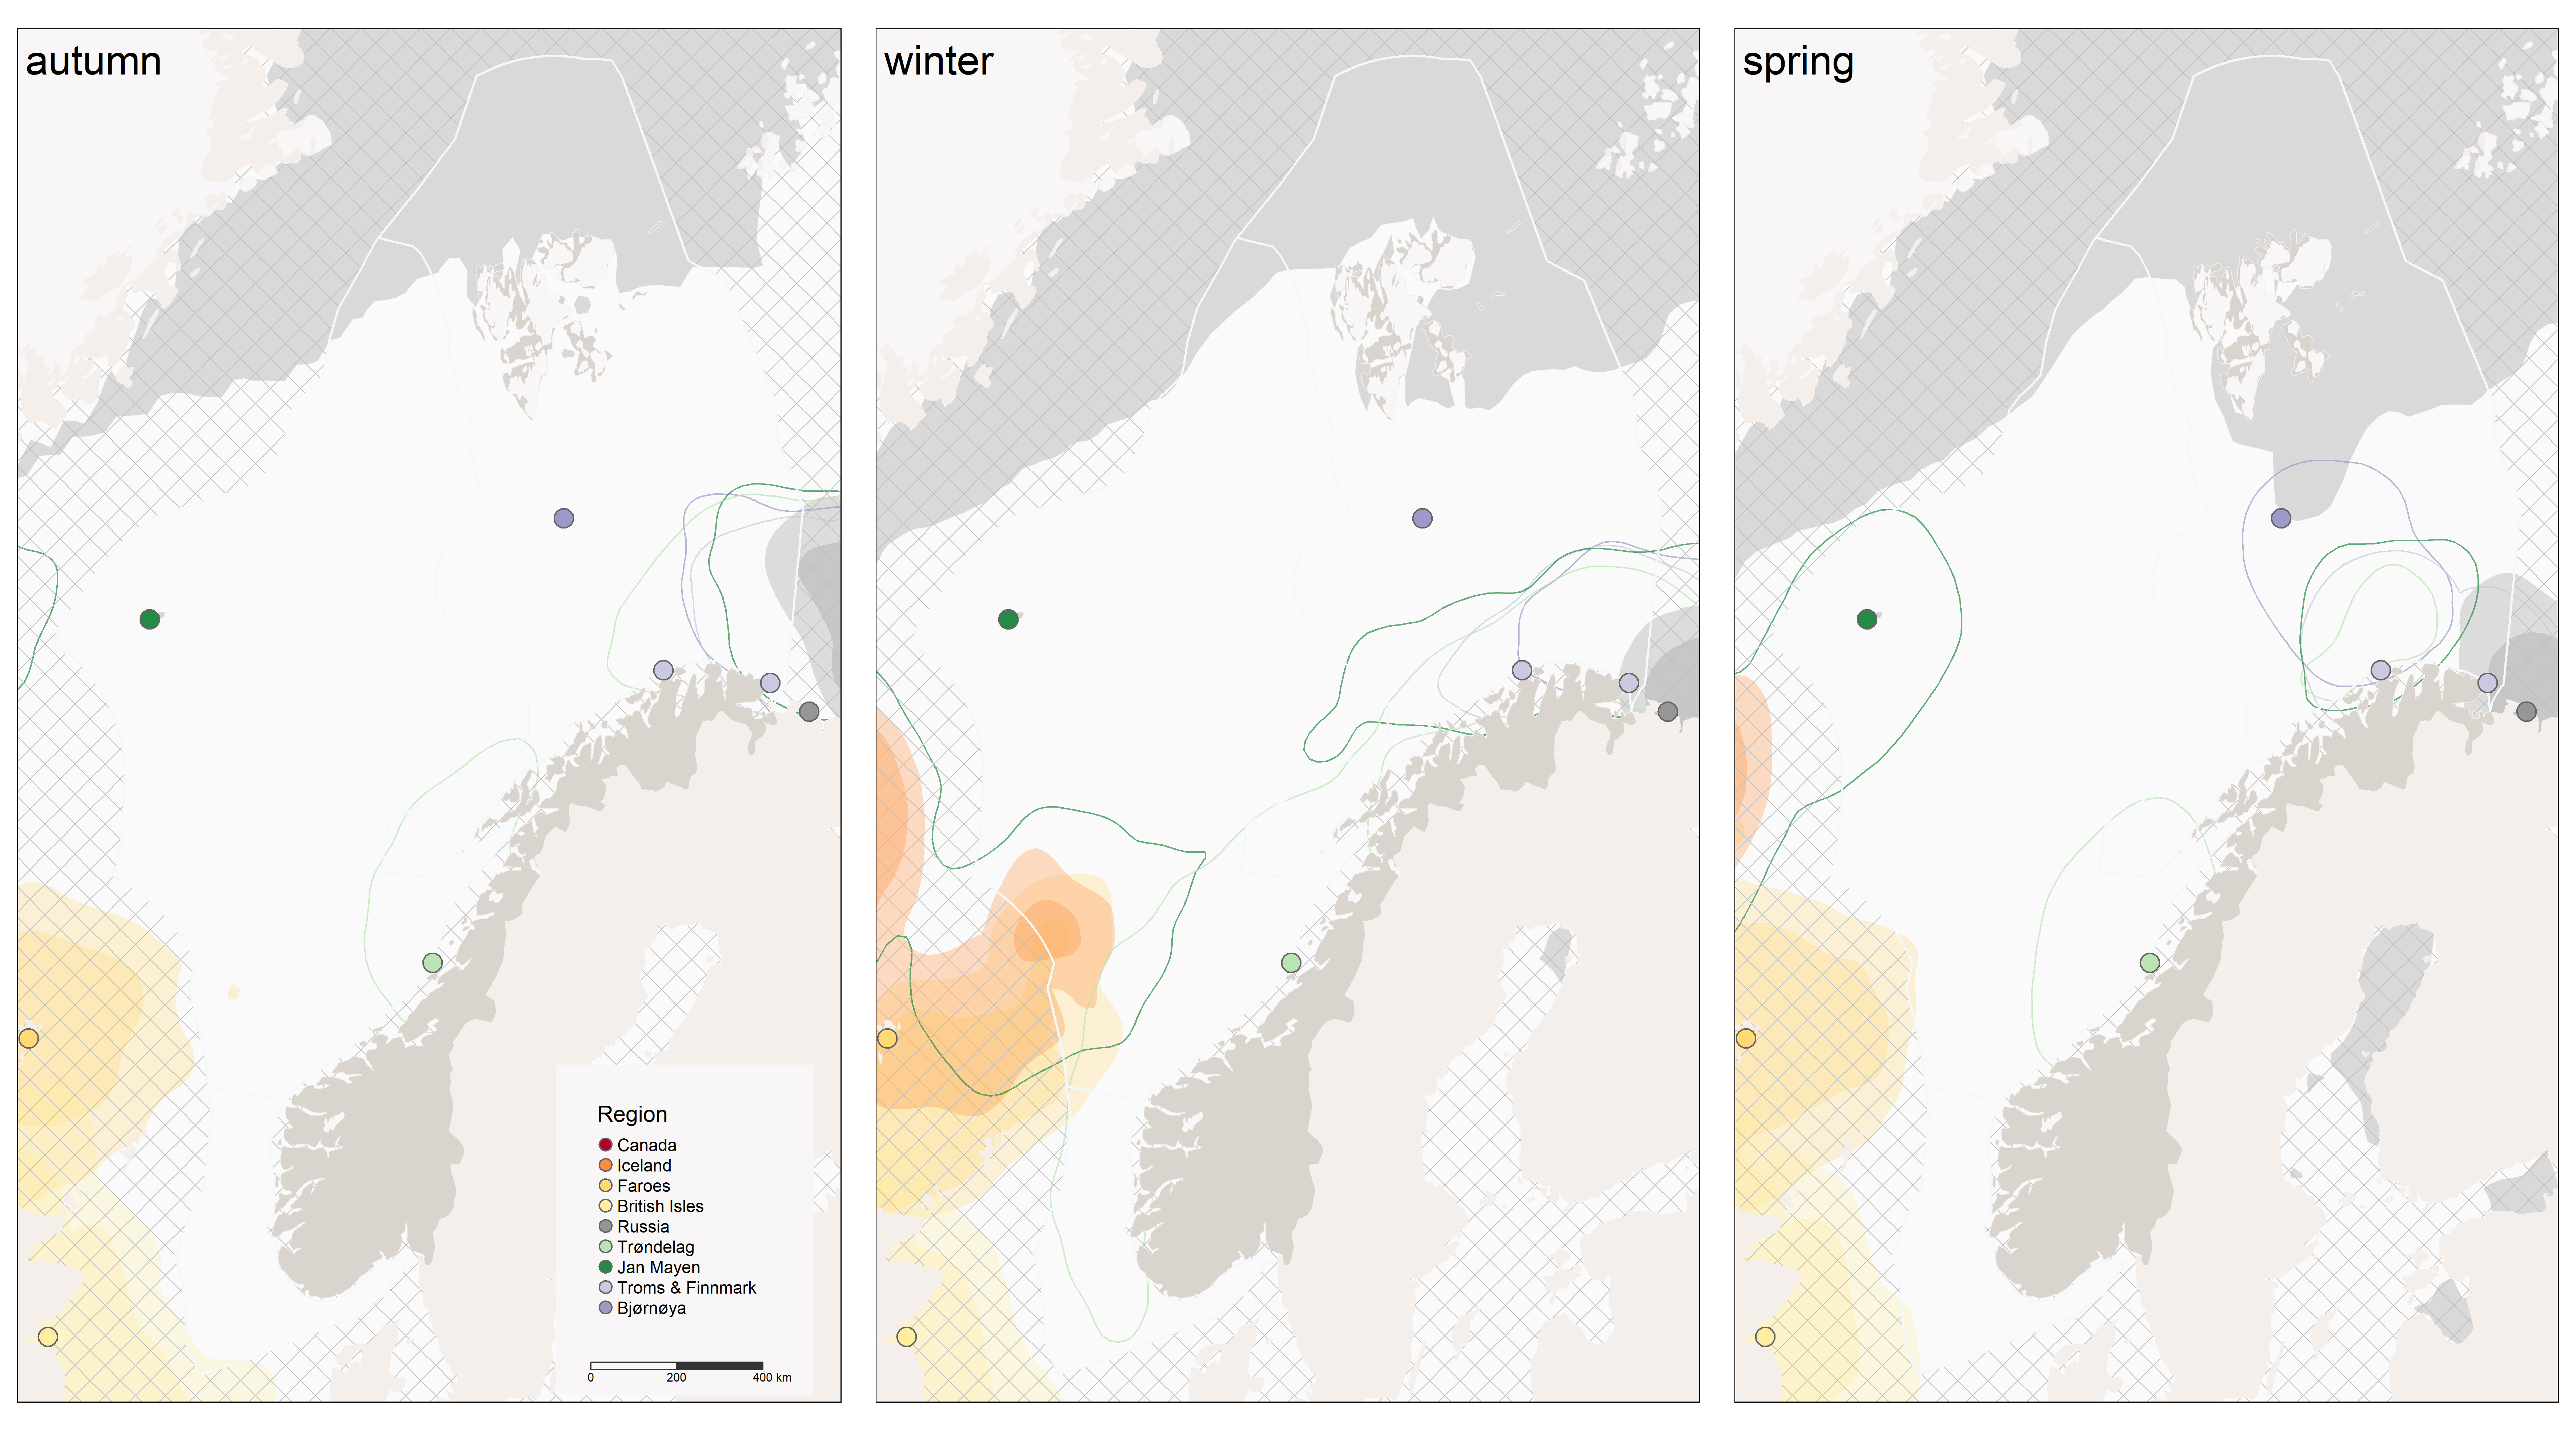 autumn
winter
spring
Region
Canada
Iceland
Faroes
British Isles
Russia
Trøndelag
Jan Mayen
Troms & Finnmark
Bjørnøya
0 200 400 km